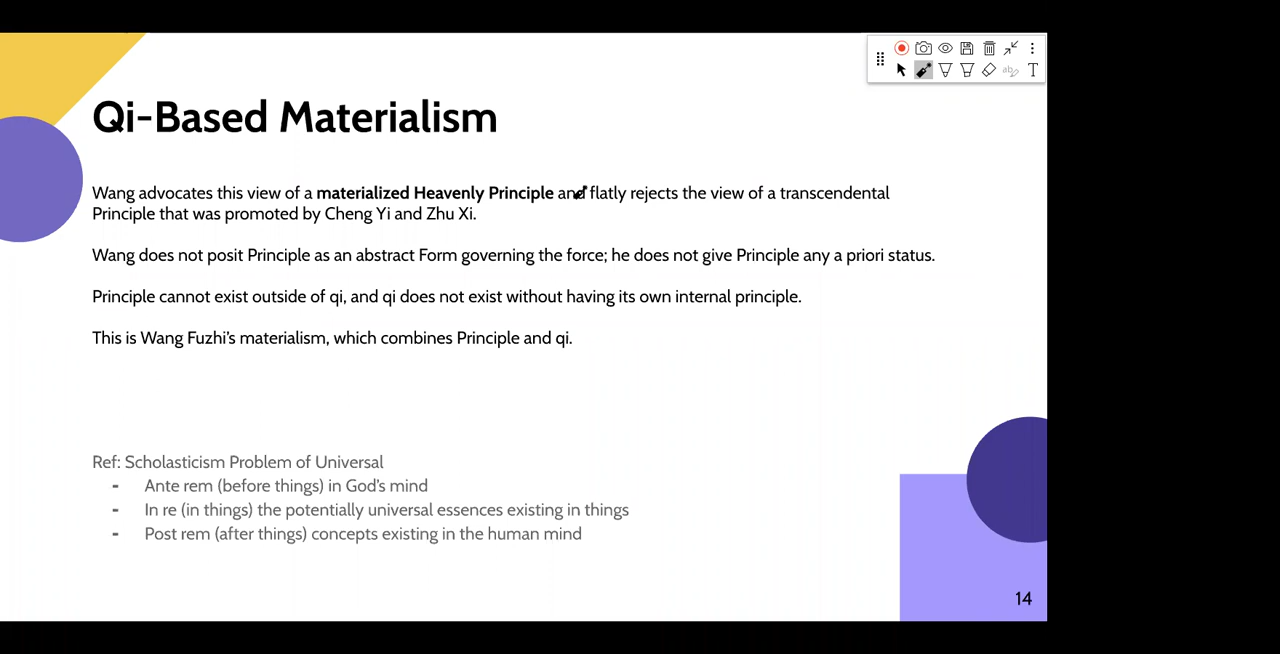 Qi-Based Materialism
Wang advocates this view of a materialized Heavenly Principle and flatly rejects the view of a transcendental
Principle that was promoted by Cheng Yi and Zhu Xi.
Wang does not posit Principle as an abstract Form governing the force; he does not give Principle any a priori status.
Principle cannot exist outside of qi, and qi does not exist without having its own internal principle.
This is Wang Fuzhi's materialism, which combines Principle and qi.
Ref: Scholasticism Problem of Universal
- Ante rem (before things) in God's mind
- In re (in things) the potentially universal essences existing in things
- Post rem (after things) concepts existing in the human mind
14